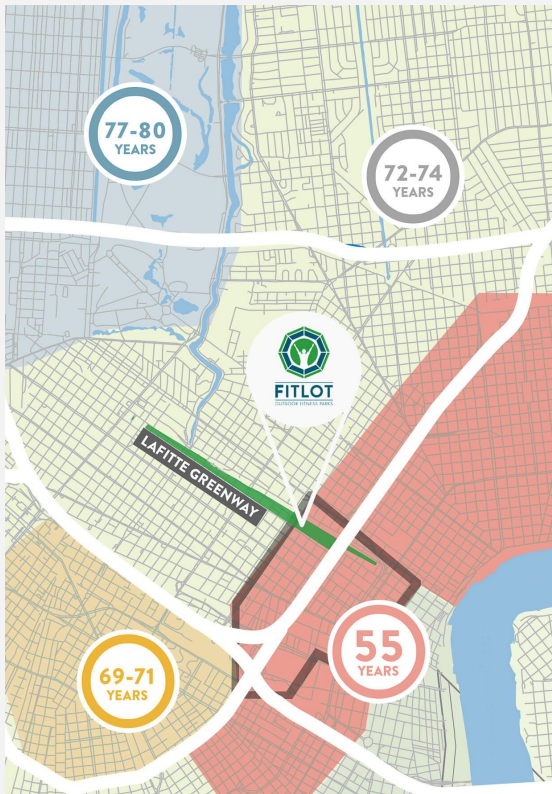 77-80
YEARS
72-74
YEARS
FITLOT
OUTDOOR FITNESS PARKS
LAFITTE GREENWAY
55
YEARS
69-71
YEARS